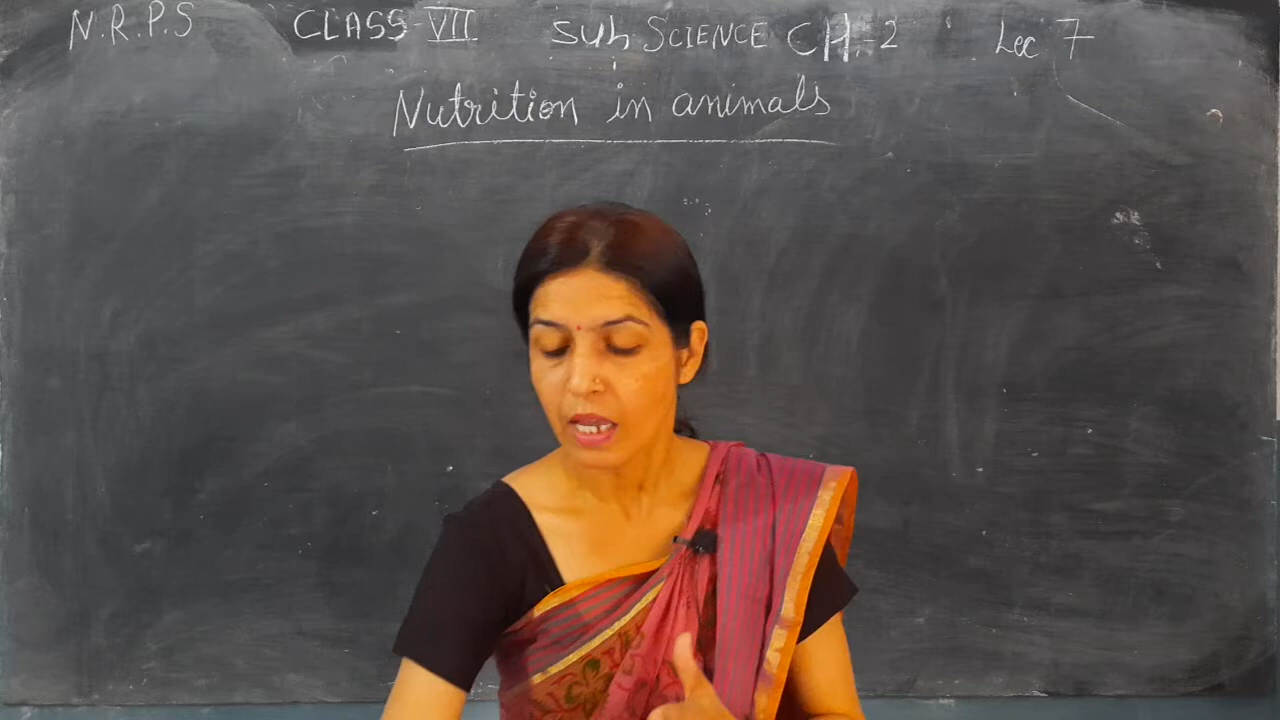 N.R.P.S CLASS-VII Sub SCIENCE CH.-2 Lec 7
Nutrition in animals